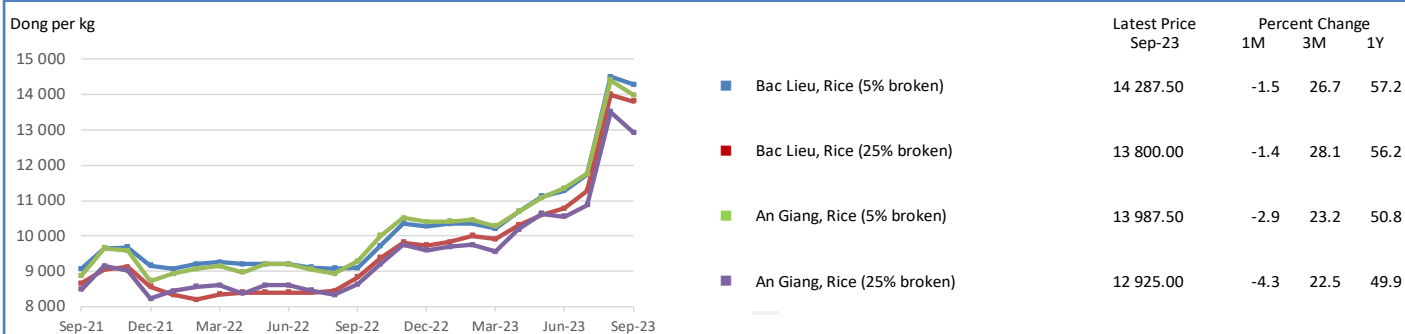 Dong per kg
15 000
14 000
13 000
12 000
11 000
10 000
9 000
8 000
Sep-21 Dec-21 Mar-22 Jun-22 Sep-22 Dec-22 Mar-23 Jun-23 Sep-23
Latest Price Percent Change
Sep-23 1M 3M 1Y
Bac Lieu, Rice (5% broken) 14 287.50 -1.5 26.7 57.2
Bac Lieu, Rice (25% broken) 13 800.00 -1.4 28.1 56.2
An Giang, Rice (5% broken) 13 987.50 -2.9 23.2 50.8
An Giang, Rice (25% broken) 12 925.00 -4.3 22.5 49.9